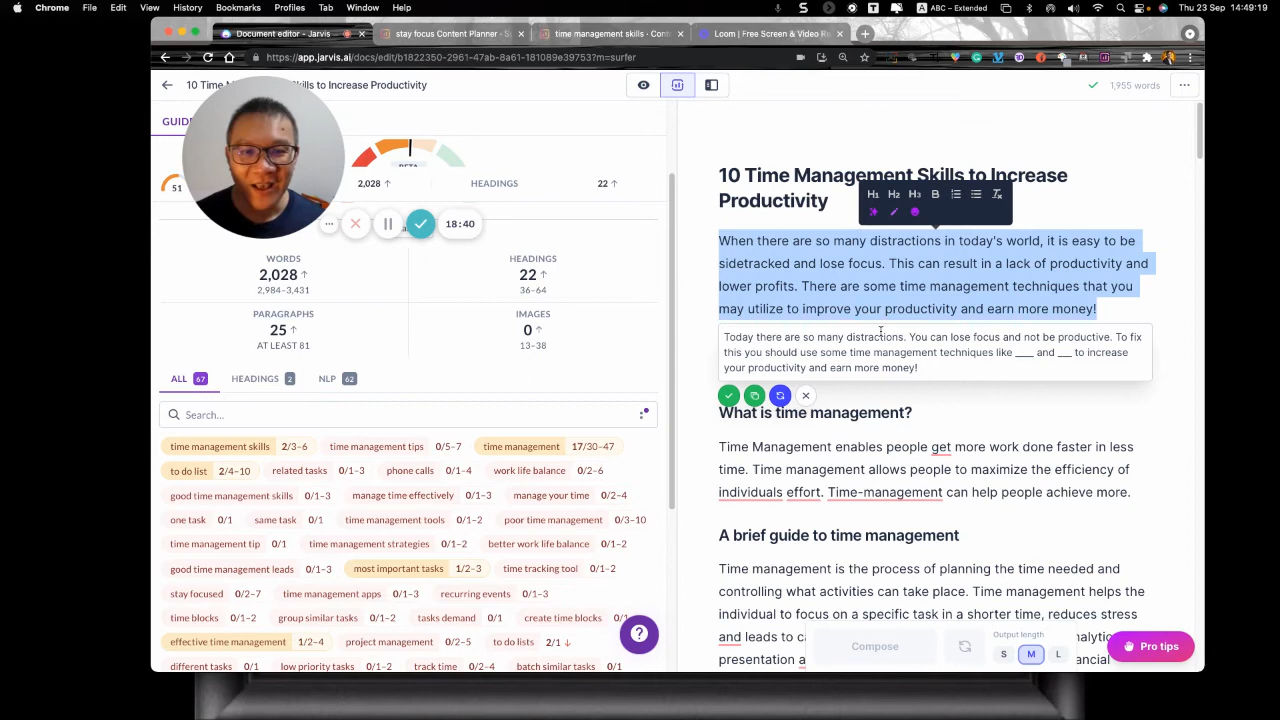 Chrome File Edit View History Bookmarks Profiles Tab Window Help
ABC – Extended
Thu 23 Sep 14:49:19
Document editor - Jarvis
stay focus Content Planner - S
time management skills - Cont
Loom | Free Screen & Video R
https://app.jarvis.ai/docs/edit/b1822350-2961-47ab-8a61-181089e39753?m=surfer
10 Time Skills to Increase Productivity
1,955 words
GUID
51
BETA
2,028 ↑
HEADINGS
22 ↑
18:40
WORDS
2,028 ↑
2,984–3,431
HEADINGS
22 ↑
36–64
PARAGRAPHS
25 ↑
AT LEAST 81
IMAGES
0 ↑
13–38
ALL 67
HEADINGS 2
NLP 62
Search...
time management skills 2/3–6
time management tips 0/5–7
time management 17/30–47
to do list 2/4–10
related tasks 0/1–3
phone calls 0/1–4
work life balance 0/2–6
good time management skills 0/1–3
manage time effectively 0/1–3
manage your time 0/2–4
one task 0/1
same task 0/1
time management tools 0/1–2
poor time management 0/3–10
time management tip 0/1
time management strategies 0/1–2
better work life balance 0/1–2
good time management leads 0/1–3
most important tasks 1/2–3
time tracking tool 0/1–2
stay focused 0/2–7
time management apps 0/1–3
recurring events 0/1–3
time blocks 0/1–2
group similar tasks 0/1–2
tasks demand 0/1
create time blocks 0/1
effective time management 1/2–4
project management 0/2–5
to do lists 2/1 ↓
different tasks 0/1
low priority tasks 0/1–2
track time 0/2–4
batch similar tasks 0/1
10 Time Management Skills to Increase
Productivity
H1 H2 H3 B
When there are so many distractions in today's world, it is easy to be
sidetracked and lose focus. This can result in a lack of productivity and
lower profits. There are some time management techniques that you
may utilize to improve your productivity and earn more money!
Today there are so many distractions. You can lose focus and not be productive. To fix
this you should use some time management techniques like ____ and ___ to increase
your productivity and earn more money!
What is time management?
Time Management enables people get more work done faster in less
time. Time management allows people to maximize the efficiency of
individuals effort. Time-management can help people achieve more.
A brief guide to time management
Time management is the process of planning the time needed and
controlling what activities can take place. Time management helps the
individual to focus on a specific task in a shorter time, reduces stress
and leads to
presentation
Compose
Output length
S M L
Pro tips